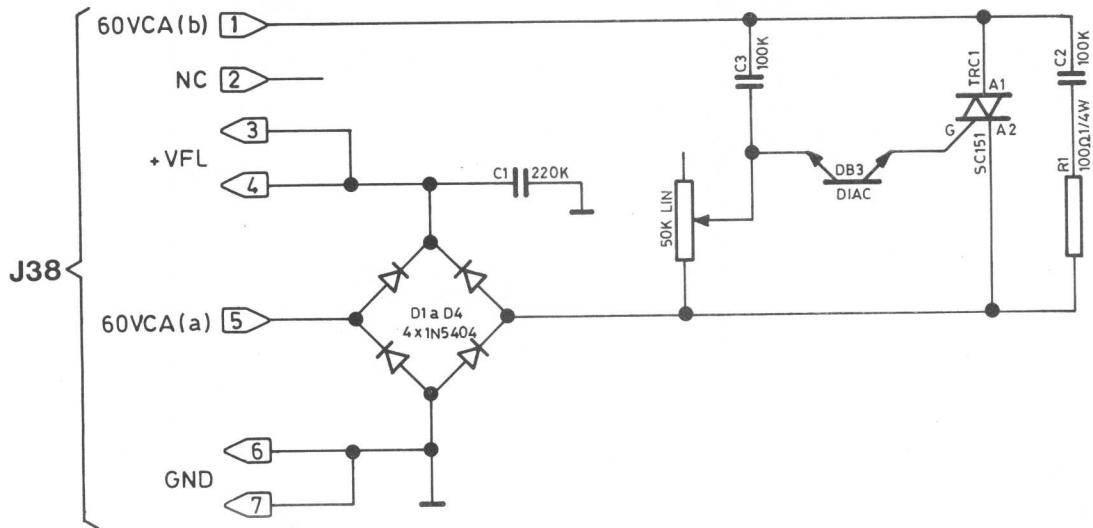 60VCA(b) 1
NC 2
3
+VFL
4
J38
60VCA(a) 5
6
GND
7
C1 220K
D1 a D4
4x1N5404
C3
100K
50K LIN
DB3
DIAC
G
TRC1
A1
A2
SC151
C2
100K
R1
100Ω1/4W